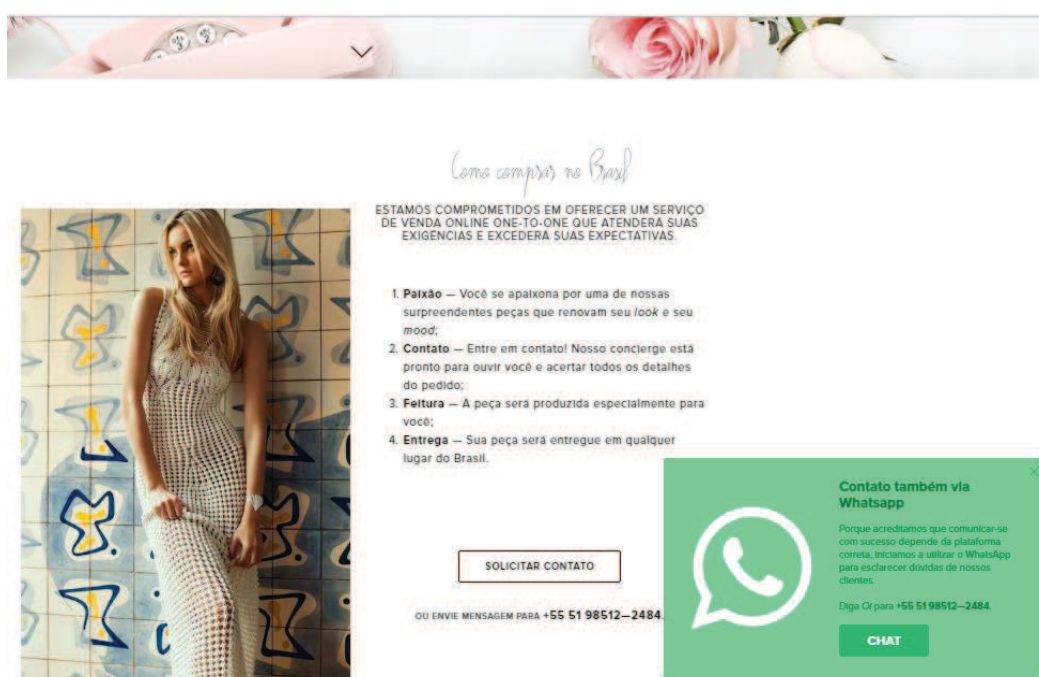 Como comprar no Brasil
ESTAMOS COMPROMETIDOS EM OFERECER UM SERVIÇO
DE VENDA ONLINE ONE-TO-ONE QUE ATENDERÁ SUAS
EXIGÊNCIAS E EXCEDERÁ SUAS EXPECTATIVAS.
1. Paixão — Você se apaixona por uma de nossas
surpreendentes peças que renovam seu look e seu
mood;
2. Contato — Entre em contato! Nosso concierge está
pronto para ouvir você e acertar todos os detalhes
do pedido;
3. Feitura — A peça será produzida especialmente para
você;
4. Entrega — Sua peça será entregue em qualquer
lugar do Brasil.
SOLICITAR CONTATO
OU ENVIE MENSAGEM PARA +55 51 98512—2484.
Contato também via
Whatsapp
Porque acreditamos que comunicar-se
com sucesso depende da plataforma
correta, iniciamos a utilizar o WhatsApp
para esclarecer dúvidas de nossos
clientes.
Diga Oi para +55 51 98512—2484.
CHAT